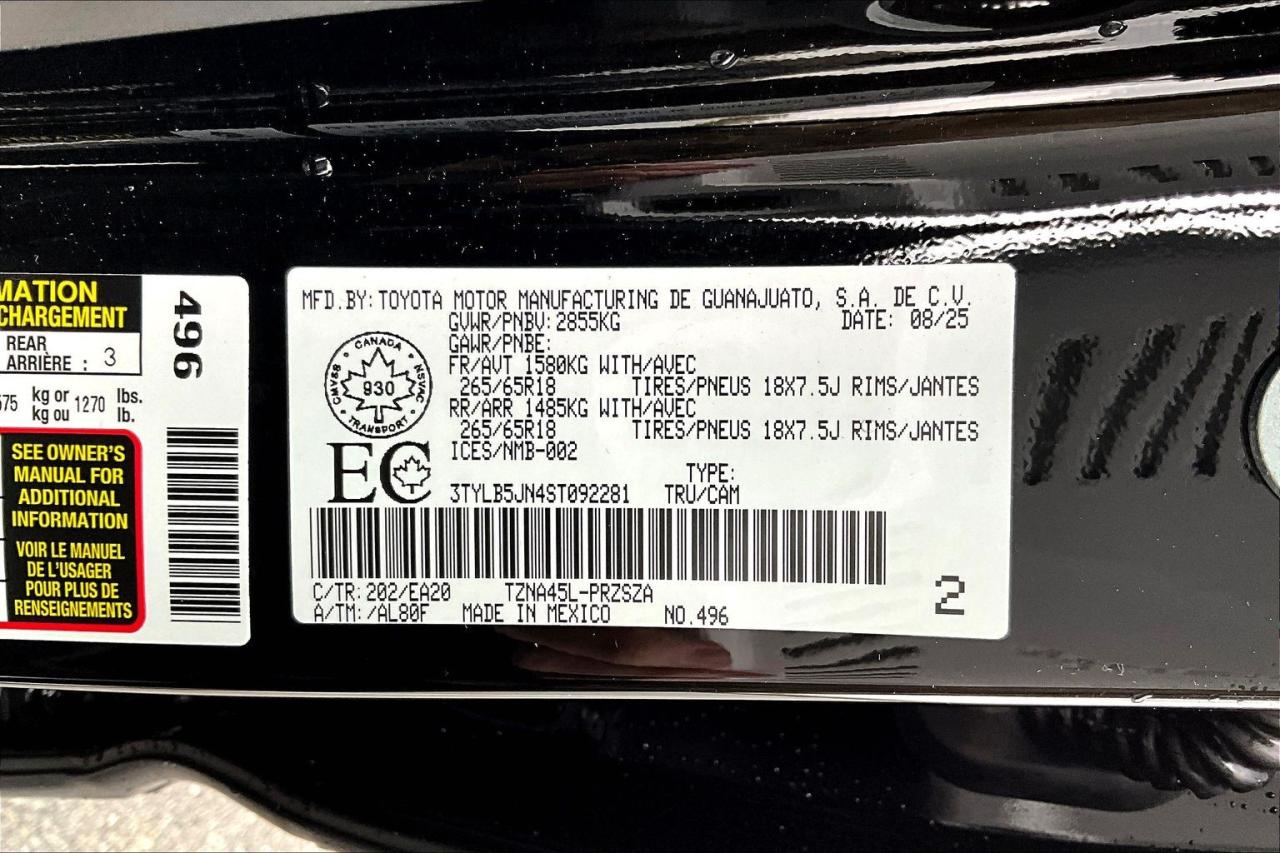 MATION
CHARGEMENT
REAR
ARRIÈRE : 3
575 kg or 1270 lbs.
kg ou lb.
SEE OWNER'S
MANUAL FOR
ADDITIONAL
INFORMATION
VOIR LE MANUEL
DE L'USAGER
POUR PLUS DE
RENSEIGNEMENTS
496
MFD.BY:TOYOTA MOTOR MANUFACTURING DE GUANAJUATO, S.A. DE C.V.
GVWR/PNBV:2855KG DATE: 08/25
GAWR/PNBE:
FR/AVT 1580KG WITH/AVEC
265/65R18 TIRES/PNEUS 18X7.5J RIMS/JANTES
RR/ARR 1485KG WITH/AVEC
265/65R18 TIRES/PNEUS 18X7.5J RIMS/JANTES
ICES/NMB-002
CANADA
CMVSS
NSVAC
930
TRANSPORT
EC
TYPE:
3TYLB5JN4ST092281 TRU/CAM
C/TR:202/EA20 TZNA45L-PRZSZA
A/TM:/AL80F MADE IN MEXICO NO.496
2